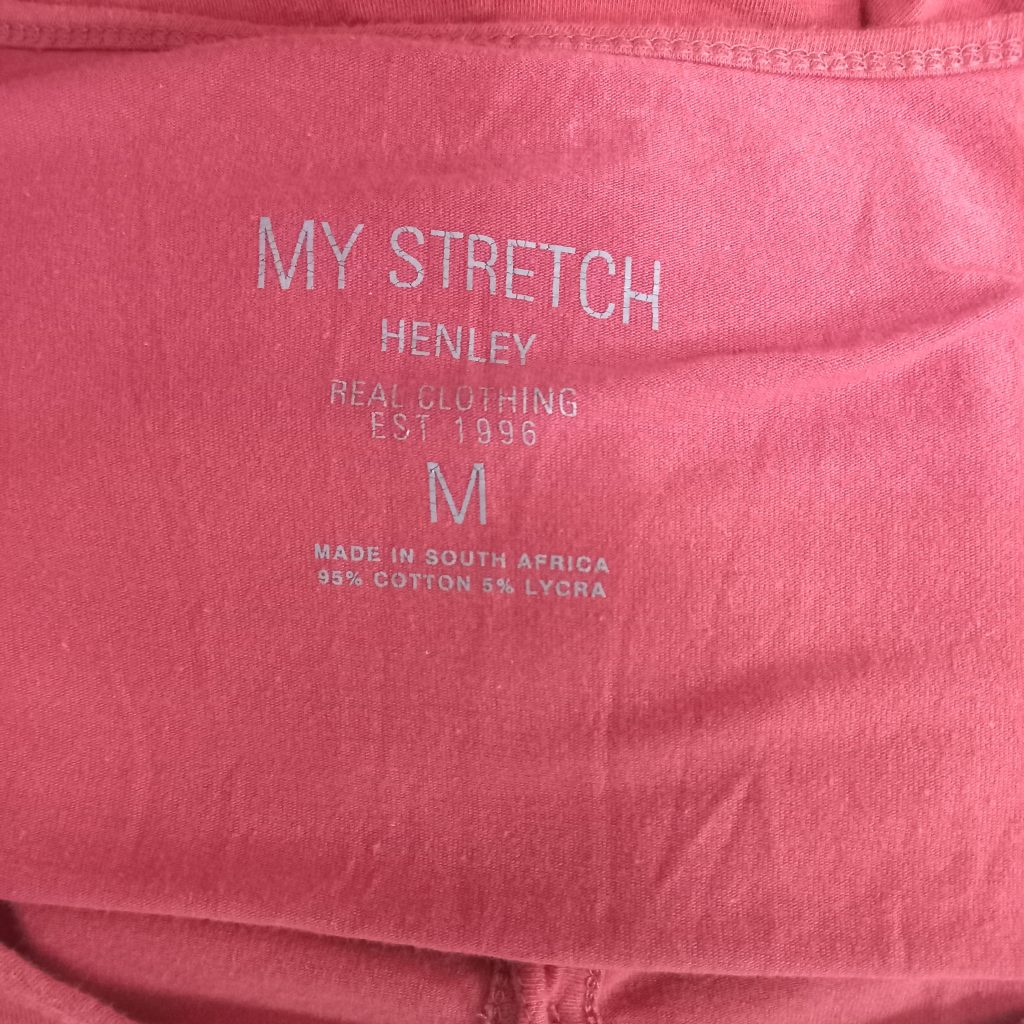 MY STRETCH
HENLEY
REAL CLOTHING
EST 1996
M
MADE IN SOUTH AFRICA
95% COTTON 5% LYCRA